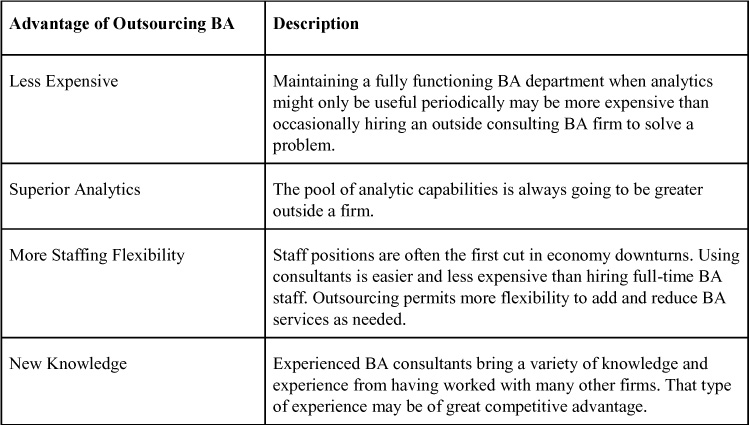 Advantage of Outsourcing BA
Description
Less Expensive
Maintaining a fully functioning BA department when analytics
might only be useful periodically may be more expensive than
occasionally hiring an outside consulting BA firm to solve a
problem.
Superior Analytics
The pool of analytic capabilities is always going to be greater
outside a firm.
More Staffing Flexibility
Staff positions are often the first cut in economy downturns. Using
consultants is easier and less expensive than hiring full-time BA
staff. Outsourcing permits more flexibility to add and reduce BA
services as needed.
New Knowledge
Experienced BA consultants bring a variety of knowledge and
experience from having worked with many other firms. That type
of experience may be of great competitive advantage.